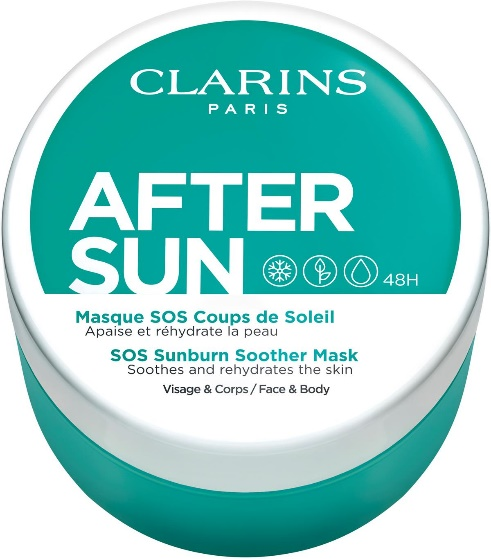 CLARINS
PARIS
AFTER
SUN
48H
Masque SOS Coups de Soleil
Apaise et réhydrate la peau
SOS Sunburn Soother Mask
Soothes and rehydrates the skin
Visage & Corps / Face & Body